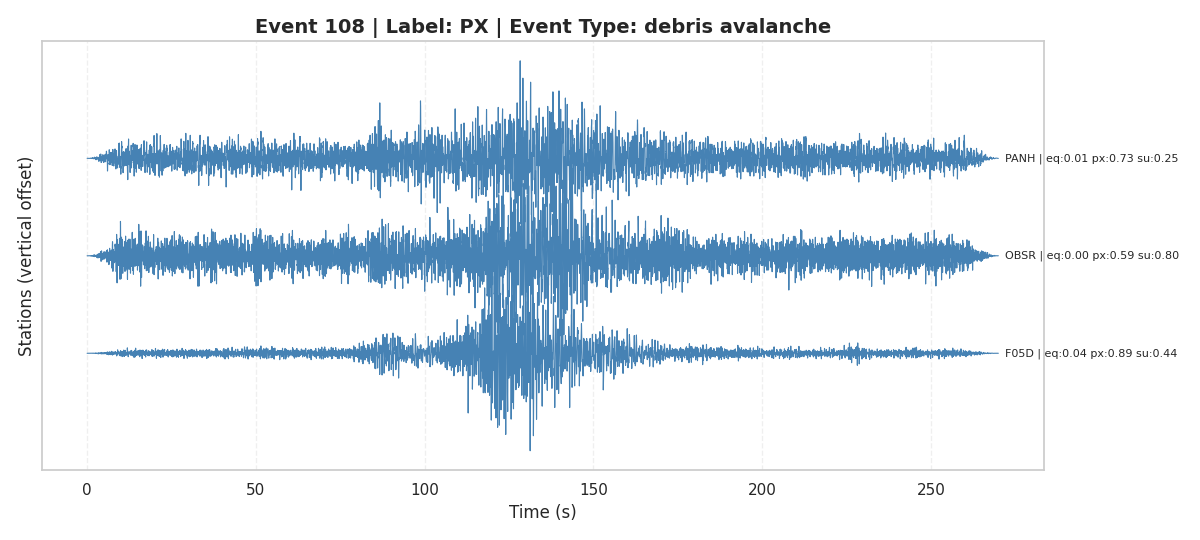 Event 108 | Label: PX | Event Type: debris avalanche
Stations (vertical offset)
PANH | eq:0.01 px:0.73 su:0.25
OBSR | eq:0.00 px:0.59 su:0.80
F05D | eq:0.04 px:0.89 su:0.44
0 50 100 150 200 250
Time (s)